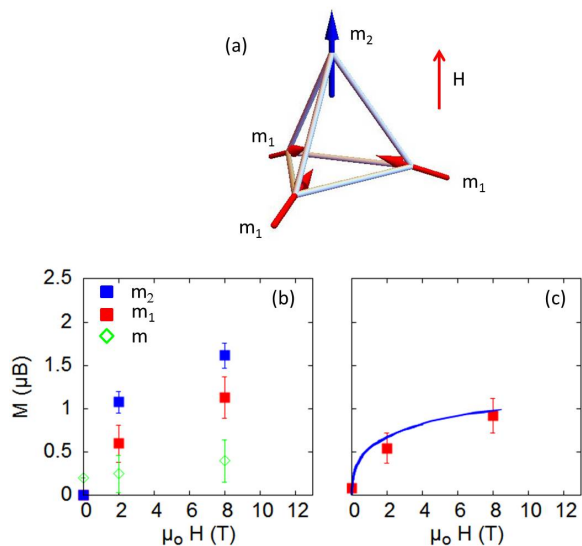 (a)
m₂
H
m₁
m₁
m₁
(b)
(c)
m₂
m₁
m
M (μB)
2.5
2
1.5
1
0.5
0
0 2 4 6 8 10 12
0 2 4 6 8 10 12
μₒ H (T)
μₒ H (T)